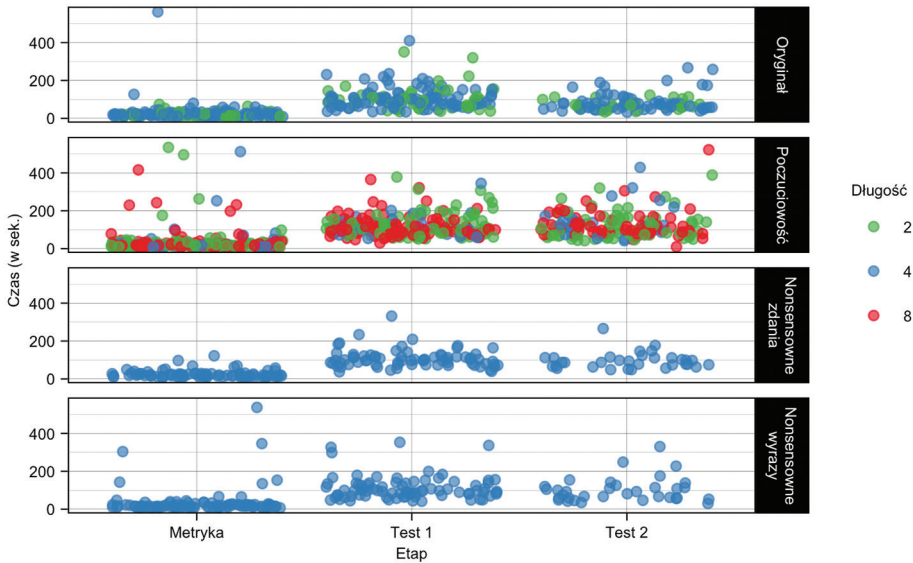 Czas (w sek.)
400
200
0
Oryginał
400
200
0
Poczuciowość
400
200
0
Nonsensowne
zdania
400
200
0
Nonsensowne
wyrazy
Metryka
Test 1
Test 2
Etap
Długość
2
4
8